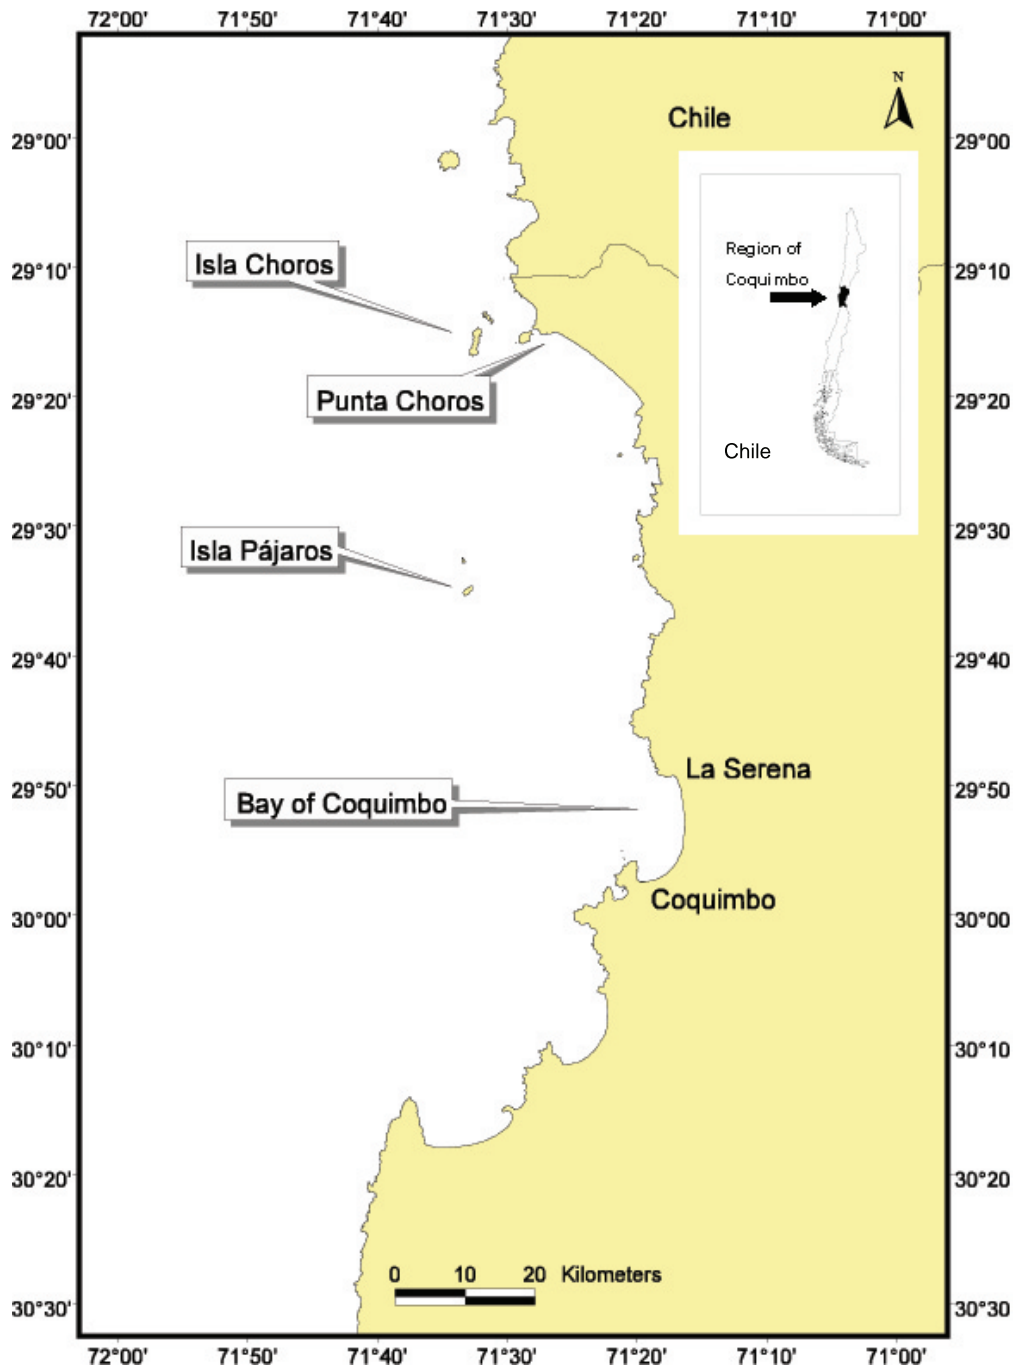 72°00' 71°50' 71°40' 71°30' 71°20' 71°10' 71°00'
N
Chile
29°00' 29°00'
Region of
Isla Choros
29°10' 29°10'
Coquimbo
Punta Choros
29°20' 29°20'
Chile
29°30' 29°30'
Isla Pájaros
29°40' 29°40'
La Serena
29°50' 29°50'
Bay of Coquimbo
Coquimbo
30°00' 30°00'
30°10' 30°10'
30°20' 30°20'
0 10 20 Kilometers
30°30' 30°30'
72°00' 71°50' 71°40' 71°30' 71°20' 71°10' 71°00'